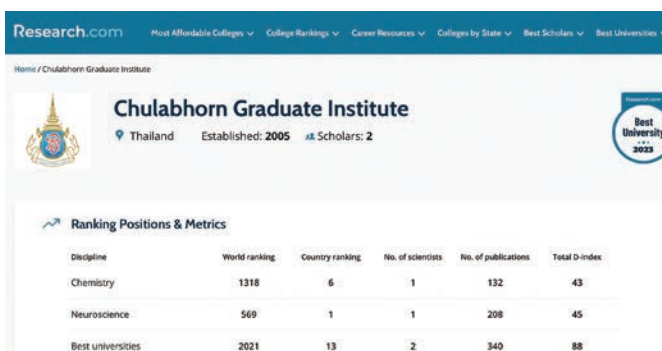 Research.com Most Affordable Colleges College Rankings Career Resources Colleges by State Best Scholars Best Universities
Home / Chulabhorn Graduate Institute
Chulabhorn Graduate Institute
Thailand Established: 2005 Scholars: 2
Research.com
Best
University
2023
Ranking Positions & Metrics
Discipline World ranking Country ranking No. of scientists No. of publications Total D-index
Chemistry 1318 6 1 132 43
Neuroscience 569 1 1 208 45
Best universities 2021 13 2 340 88